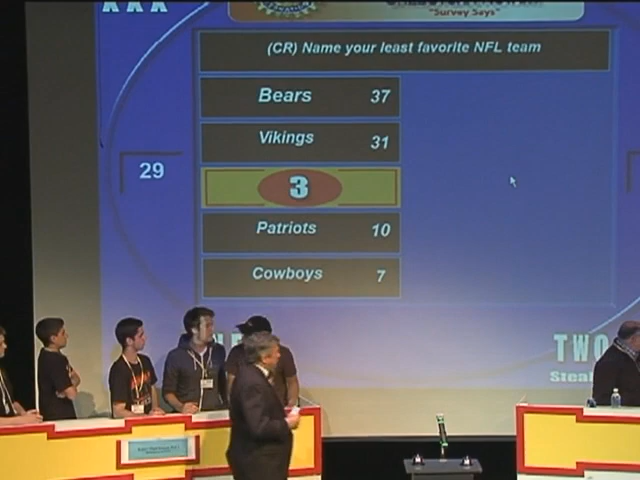 X X X
"Survey Says"
(CR) Name your least favorite NFL team
Bears 37
Vikings 31
29
3
Patriots 10
Cowboys 7
TWO